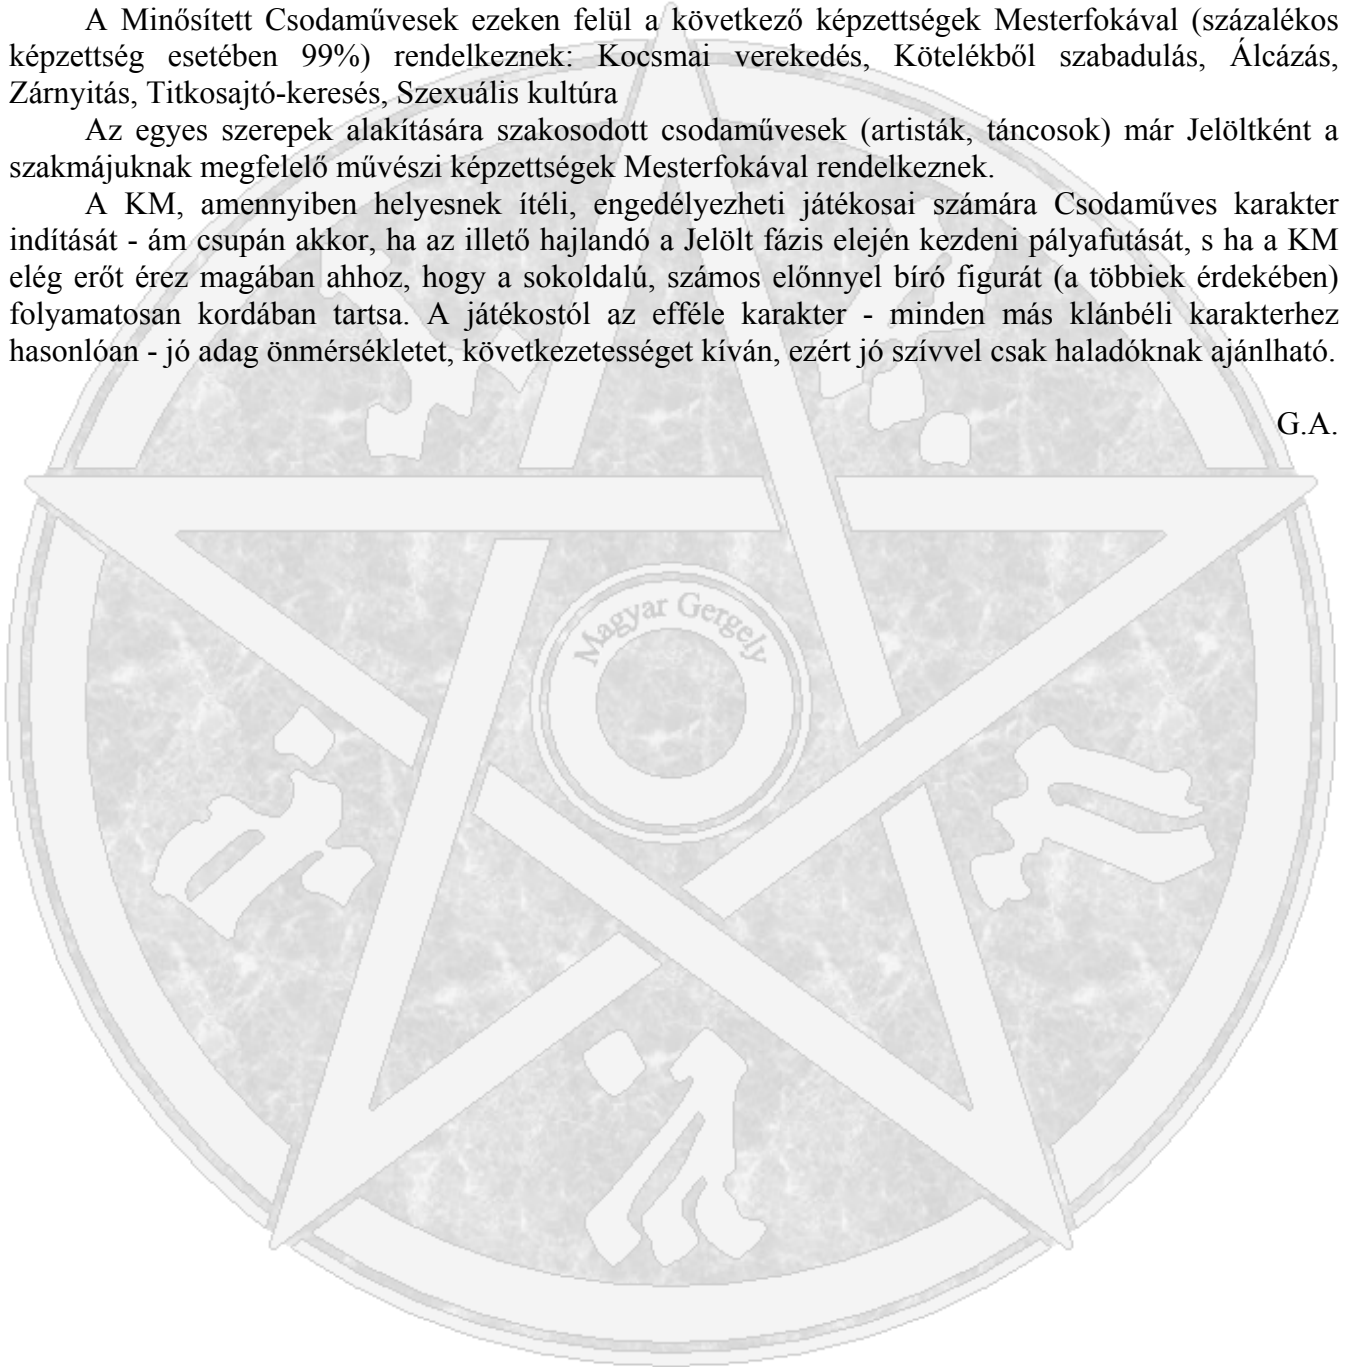 A Minősített Csodaművesek ezeken felül a következő képzettségek Mesterfokával (százalékos
képzettség esetében 99%) rendelkeznek: Kocsmai verekedés, Kötelékből szabadulás, Álcázás,
Zárnyitás, Titkosajtó-keresés, Szexuális kultúra
Az egyes szerepek alakítására szakosodott csodaművesek (artisták, táncosok) már Jelöltként a
szakmájuknak megfelelő művészi képzettségek Mesterfokával rendelkeznek.
A KM, amennyiben helyesnek ítéli, engedélyezheti játékosai számára Csodaműves karakter
indítását - ám csupán akkor, ha az illető hajlandó a Jelölt fázis elején kezdeni pályafutását, s ha a KM
elég erőt érez magában ahhoz, hogy a sokoldalú, számos előnnyel bíró figurát (a többiek érdekében)
folyamatosan kordában tartsa. A játékostól az efféle karakter - minden más klánbéli karakterhez
hasonlóan - jó adag önmérsékletet, következetességet kíván, ezért jó szívvel csak haladóknak ajánlható.
G.A.
Magyar Gergely